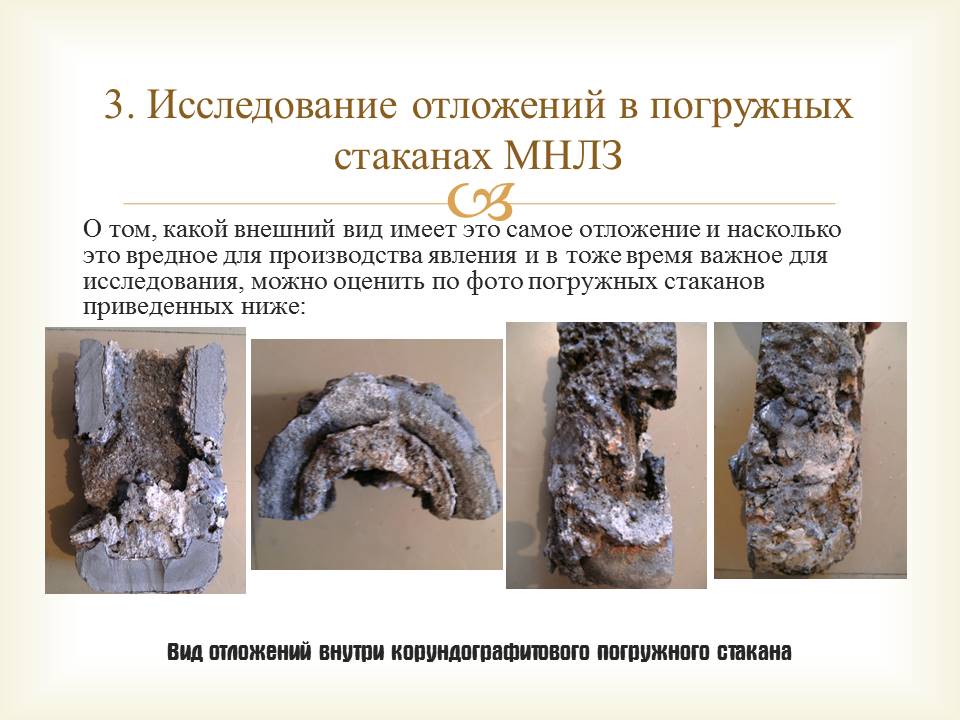 3. Исследование отложений в погружных
стаканах МНЛЗ
О том, какой внешний вид имеет это самое отложение и насколько
это вредное для производства явления и в тоже время важное для
исследования, можно оценить по фото погружных стаканов
приведенных ниже:
Вид отложений внутри корундографитового погружного стакана